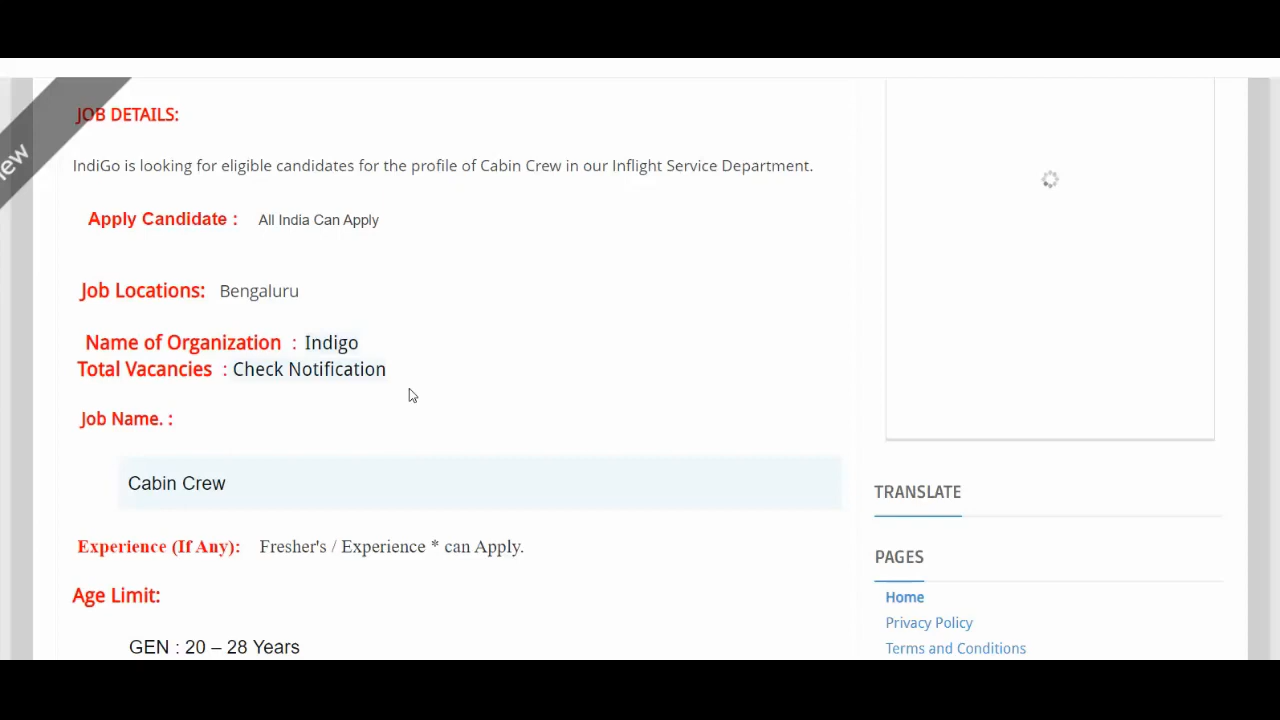 JOB DETAILS:
IndiGo is looking for eligible candidates for the profile of Cabin Crew in our Inflight Service Department.
Apply Candidate : All India Can Apply
Job Locations: Bengaluru
Name of Organization : Indigo
Total Vacancies : Check Notification
Job Name. :
Cabin Crew
Experience (If Any): Fresher's / Experience * can Apply.
Age Limit:
GEN : 20 – 28 Years
TRANSLATE
PAGES
Home
Privacy Policy
Terms and Conditions